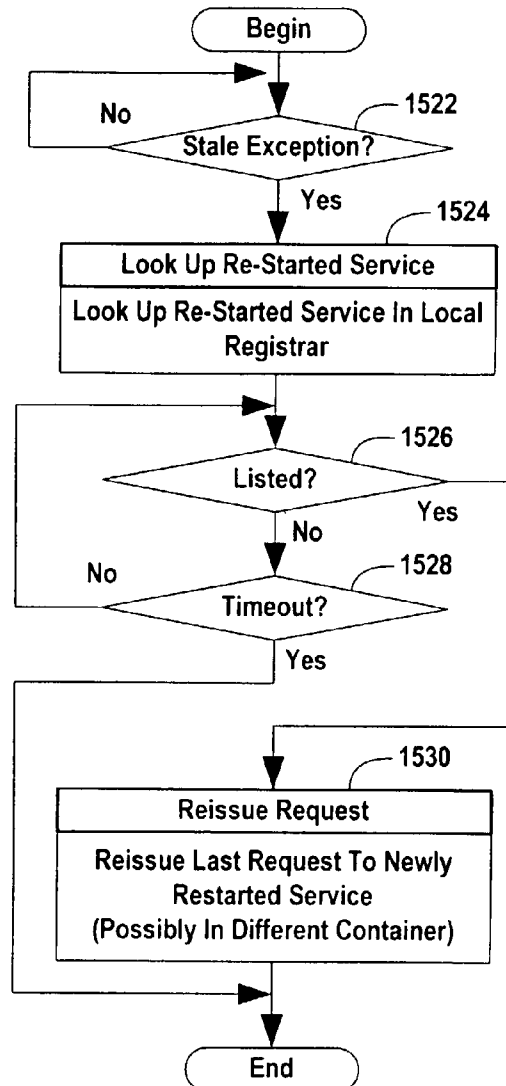 Begin
1522
No
Stale Exception?
Yes
1524
Look Up Re-Started Service
Look Up Re-Started Service In Local
Registrar
1526
Listed?
Yes
No
1528
No
Timeout?
Yes
1530
Reissue Request
Reissue Last Request To Newly
Restarted Service
(Possibly In Different Container)
End